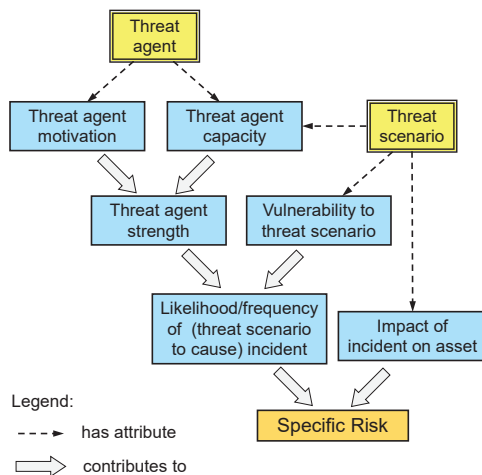 Threat
agent
Threat agent
motivation
Threat agent
capacity
Threat
scenario
Threat agent
strength
Vulnerability to
threat scenario
Likelihood/frequency
of (threat scenario
to cause) incident
Impact of
incident on asset
Legend:
has attribute
Specific Risk
contributes to